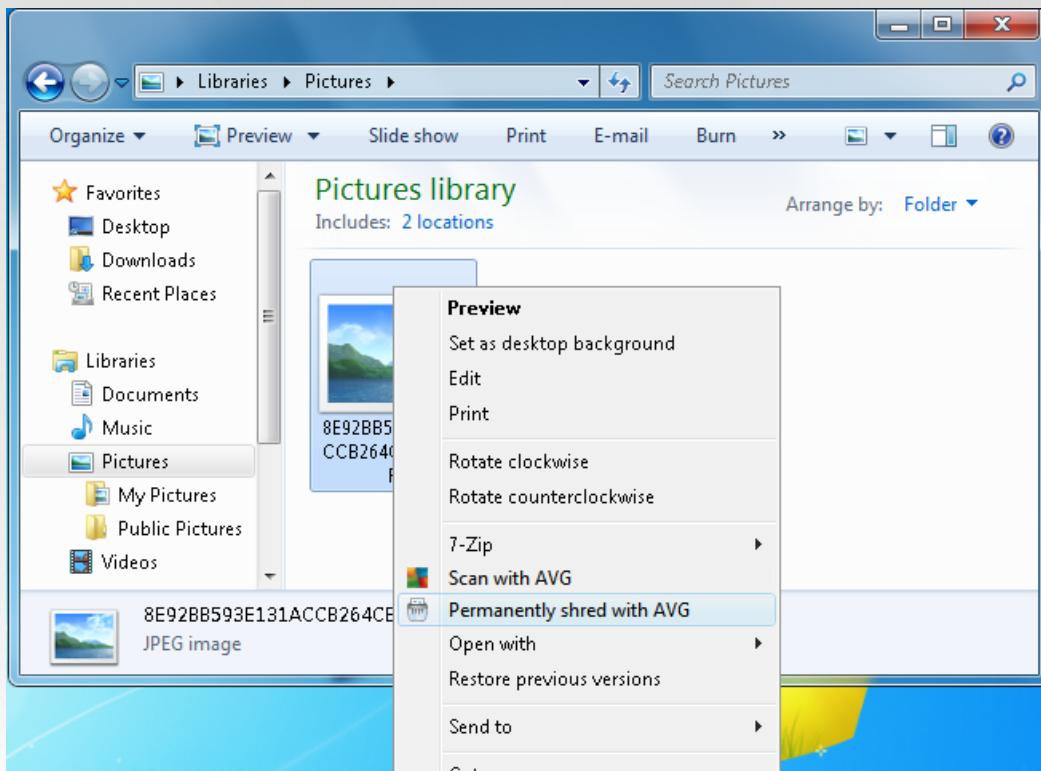 Libraries Pictures
Search Pictures
Organize Preview Slide show Print E-mail Burn »
Favorites
Desktop
Downloads
Recent Places
Libraries
Documents
Music
Pictures
My Pictures
Public Pictures
Videos
Pictures library
Includes: 2 locations
Arrange by: Folder
8E92BB5
CCB264
Preview
Set as desktop background
Edit
Print
Rotate clockwise
Rotate counterclockwise
7-Zip
Scan with AVG
Permanently shred with AVG
Open with
Restore previous versions
Send to
8E92BB593E131ACCB264CE
JPEG image